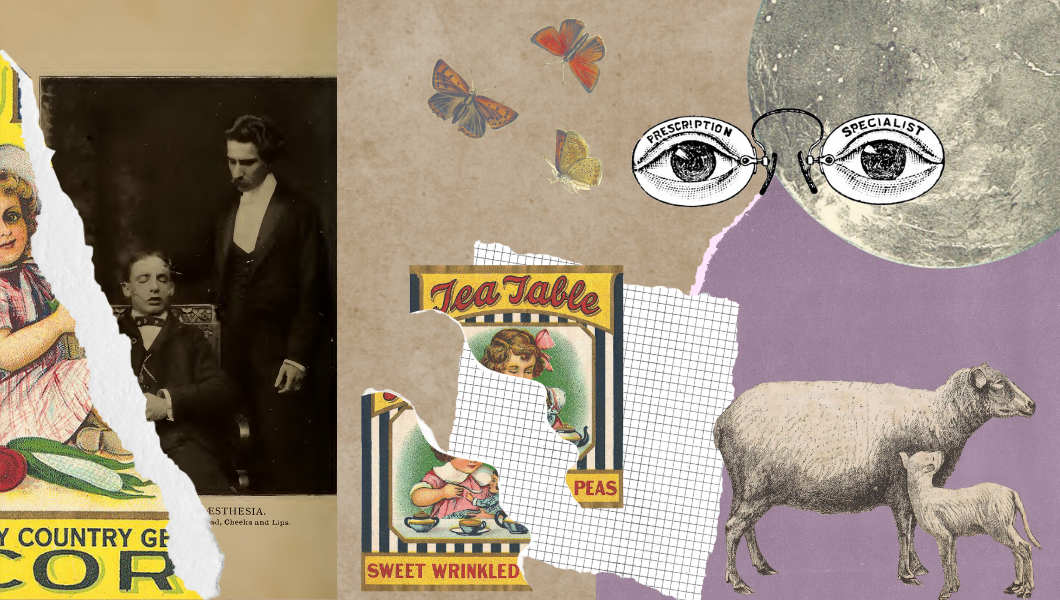 Y COUNTRY GE
COR
ESTHESIA.
ad, Cheeks and Lips.
Tea Table
PEAS
SWEET WRINKLED
PRESCRIPTION
SPECIALIST